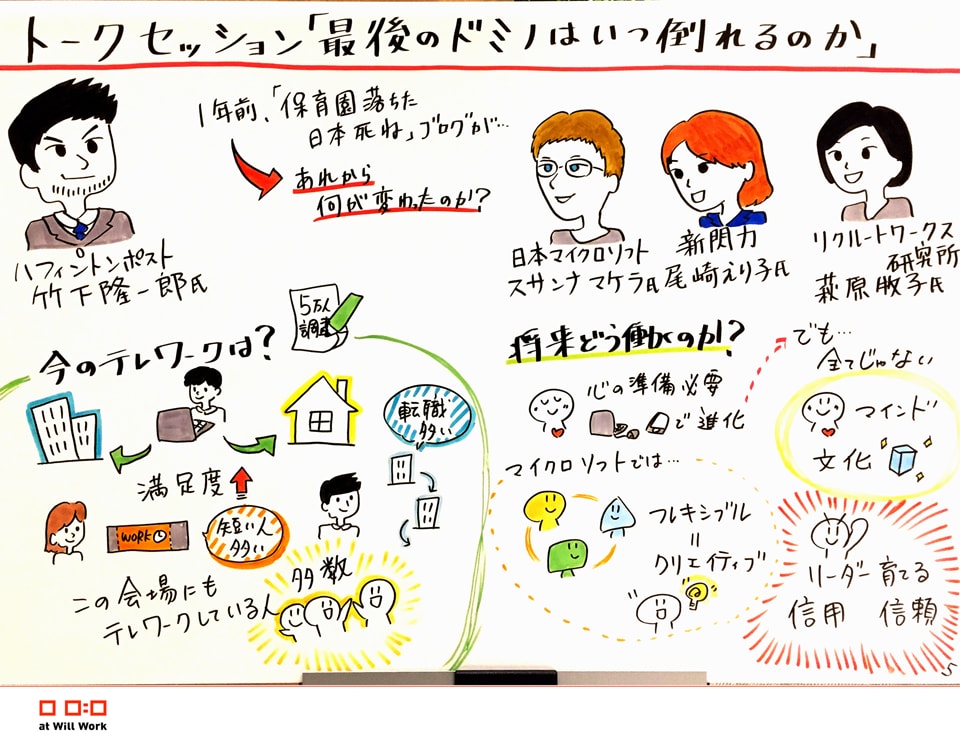 トークセッション「最後のドミノはいつ倒れるのか」
1年前、「保育園落ちた
日本死ね」ブログが…
あれから
何が変わったのか?
ハフィントンポスト
竹下隆一郎氏
日本マイクロソフト
スサンナ マケラ氏
新閃力
尾崎えり子氏
リクルートワークス
研究所
萩原牧子氏
今のテレワークは?
5万人
調査
転職
多い
満足度
WORK
短い人
多い
この会場にも
テレワークしている人
多数
将来どう働くのか?
心の準備必要
で進化
マイクロソフトでは…
フレキシブル
=
クリエイティブ
でも…
全てじゃない
マインド
文化
リーダー育てる
信用 信頼
5
at Will Work